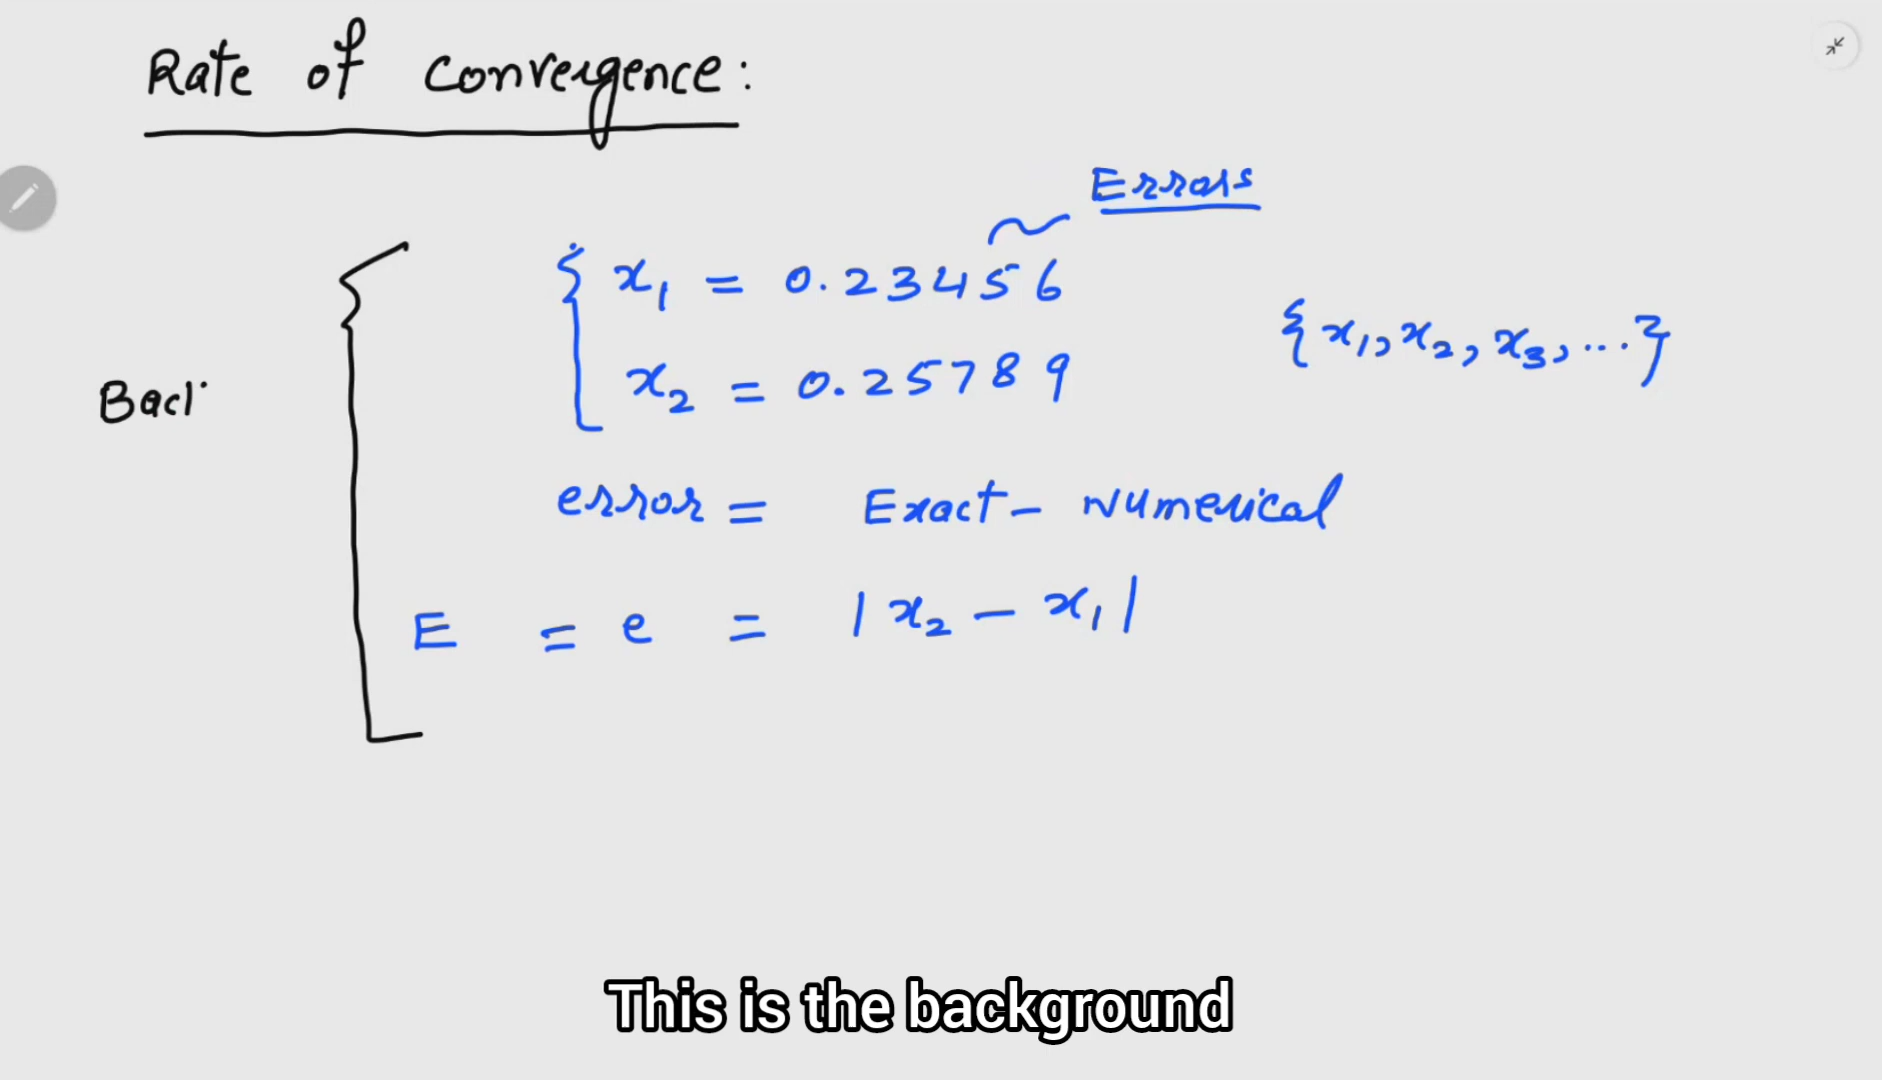 Rate of convergence:
Errors
x₁ = 0.23456
{x₁, x₂, x₃, ...}
x₂ = 0.25789
Bacl
error = Exact - Numerical
E = e = |x₂ - x₁|
This is the background